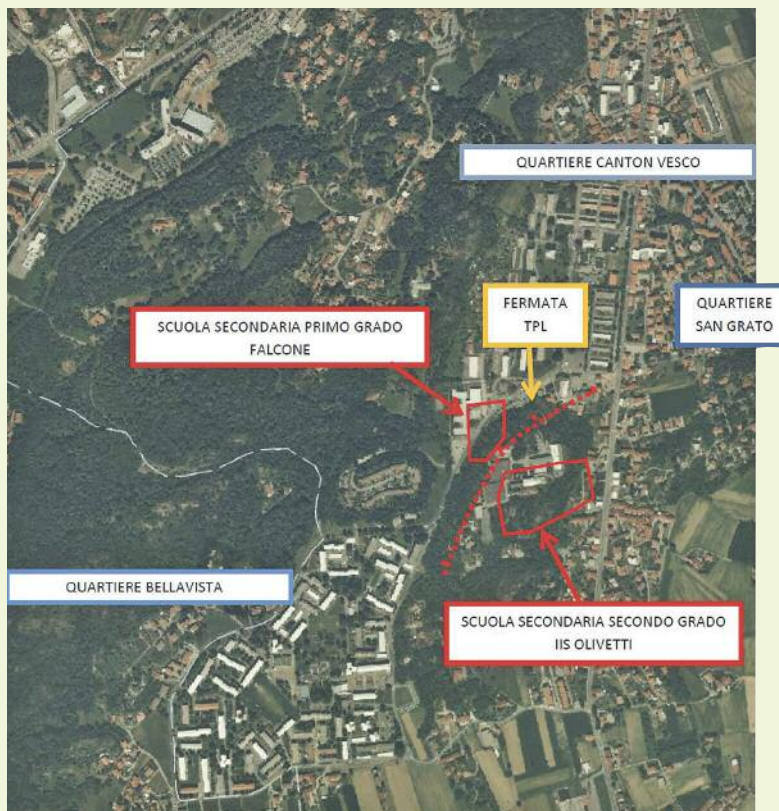 QUARTIERE CANTON VESCO
FERMATA
TPL
QUARTIERE
SAN GRATO
SCUOLA SECONDARIA PRIMO GRADO
FALCONE
QUARTIERE BELLAVISTA
SCUOLA SECONDARIA SECONDO GRADO
IIS OLIVETTI